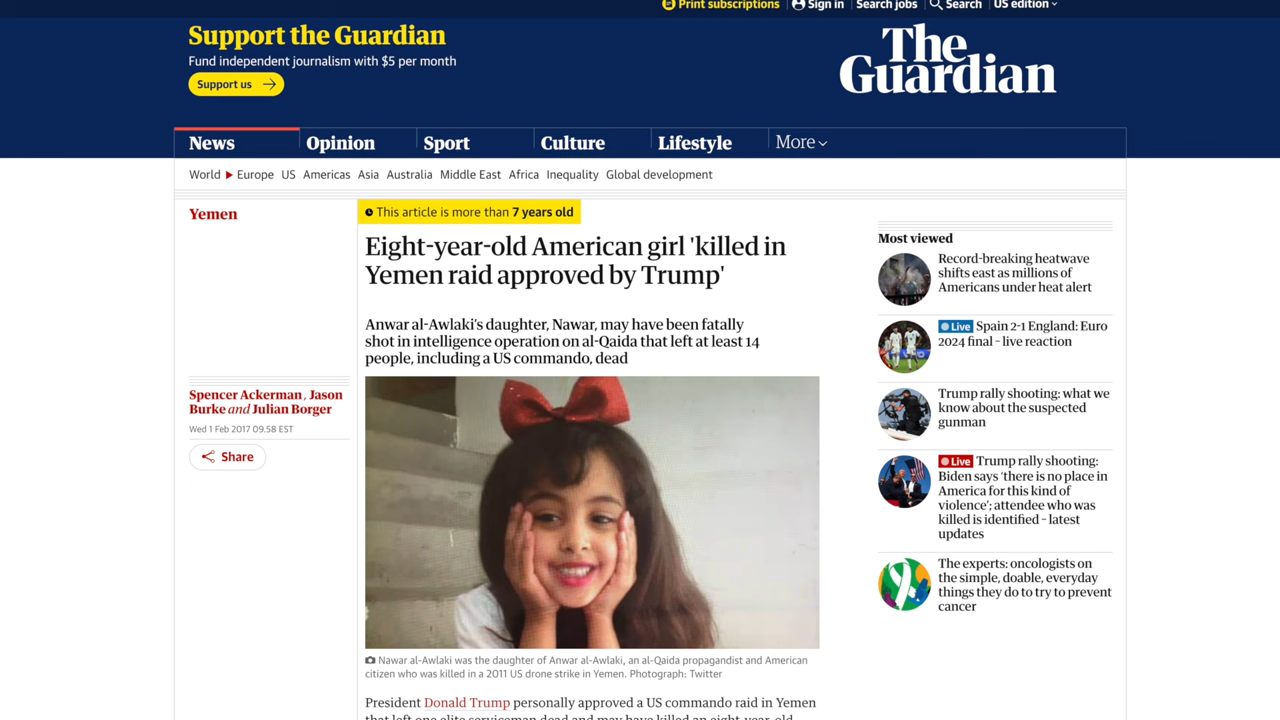 Print subscriptions
Sign in
Search jobs
Search
US edition
Support the Guardian
Fund independent journalism with $5 per month
Support us
The
Guardian
News
Opinion
Sport
Culture
Lifestyle
More
World
Europe
US
Americas
Asia
Australia
Middle East
Africa
Inequality
Global development
Yemen
This article is more than 7 years old
Eight-year-old American girl 'killed in
Yemen raid approved by Trump'
Anwar al-Awlaki's daughter, Nawar, may have been fatally
shot in intelligence operation on al-Qaida that left at least 14
people, including a US commando, dead
Spencer Ackerman, Jason
Burke and Julian Borger
Wed 1 Feb 2017 09.58 EST
Share
Nawar al-Awlaki was the daughter of Anwar al-Awlaki, an al-Qaida propagandist and American
citizen who was killed in a 2011 US drone strike in Yemen. Photograph: Twitter
President Donald Trump personally approved a US commando raid in Yemen
that left one elite serviceman dead and may have killed an eight-year-old
Most viewed
Record-breaking heatwave
shifts east as millions of
Americans under heat alert
Live Spain 2-1 England: Euro
2024 final – live reaction
Trump rally shooting: what we
know about the suspected
gunman
Live Trump rally shooting:
Biden says ‘there is no place in
America for this kind of
violence’; attendee who was
killed is identified – latest
updates
The experts: oncologists on
the simple, doable, everyday
things they do to try to prevent
cancer